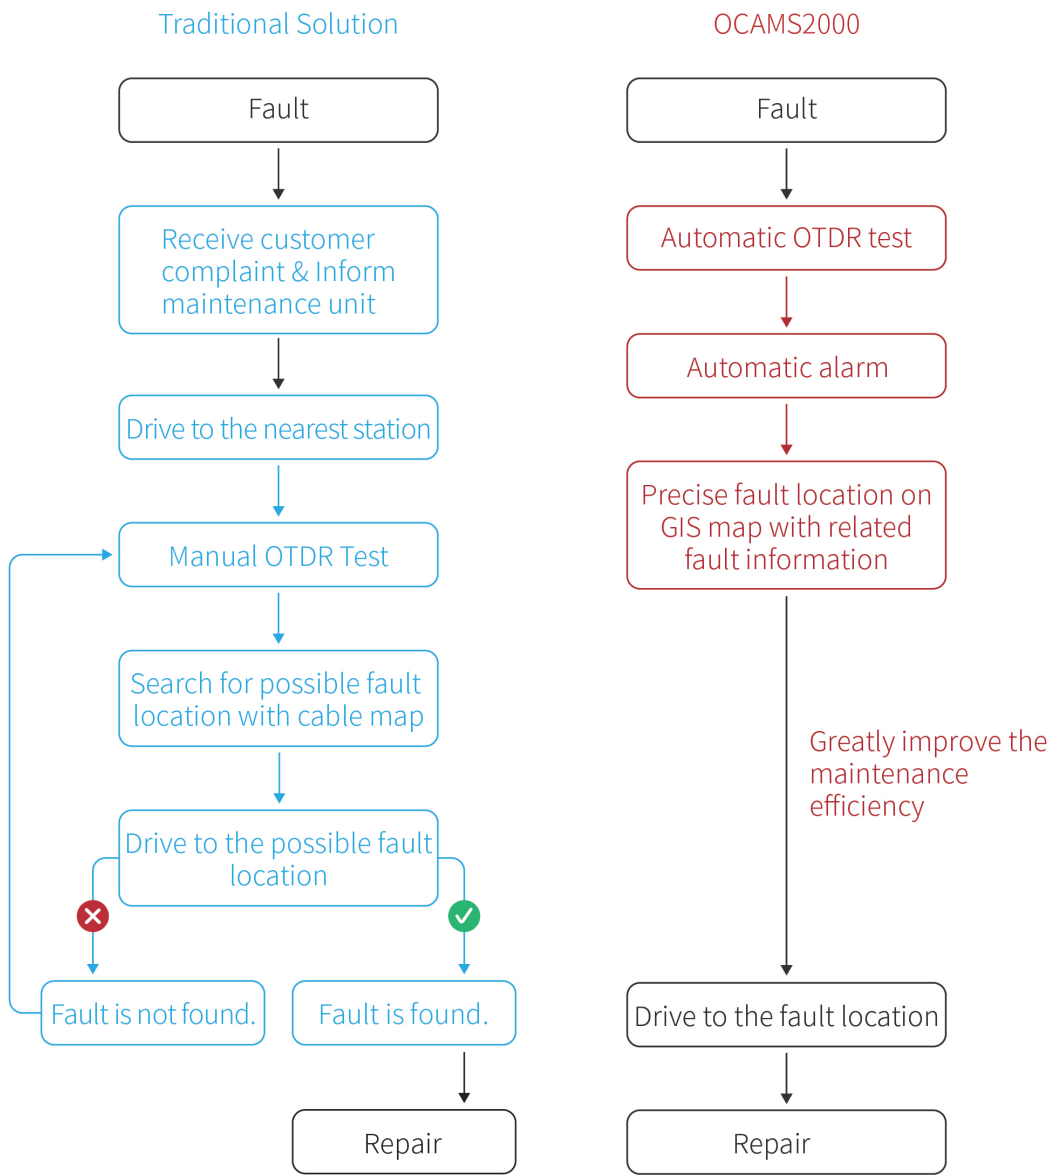 Traditional Solution
Fault
Receive customer
complaint & Inform
maintenance unit
Drive to the nearest station
Manual OTDR Test
Search for possible fault
location with cable map
Drive to the possible fault
location
Fault is not found.
Fault is found.
Repair
OCAMS2000
Fault
Automatic OTDR test
Automatic alarm
Precise fault location on
GIS map with related
fault information
Greatly improve the
maintenance
efficiency
Drive to the fault location
Repair